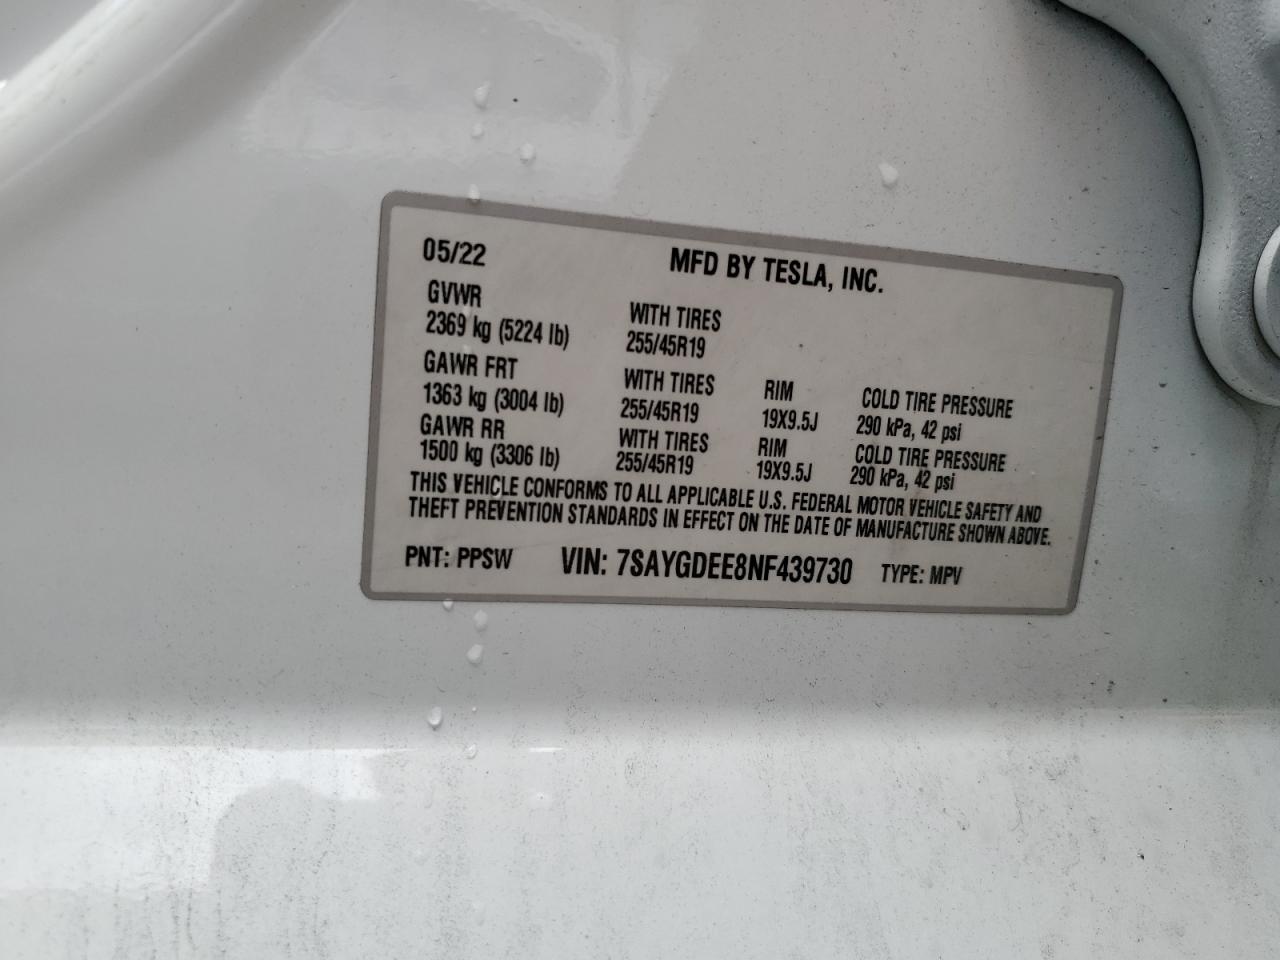 05/22 MFD BY TESLA, INC.
GVWR
2369 kg (5224 lb) WITH TIRES 255/45R19
GAWR FRT
1363 kg (3004 lb) WITH TIRES 255/45R19 RIM 19X9.5J COLD TIRE PRESSURE 290 kPa, 42 psi
GAWR RR
1500 kg (3306 lb) WITH TIRES 255/45R19 RIM 19X9.5J COLD TIRE PRESSURE 290 kPa, 42 psi
THIS VEHICLE CONFORMS TO ALL APPLICABLE U.S. FEDERAL MOTOR VEHICLE SAFETY AND
THEFT PREVENTION STANDARDS IN EFFECT ON THE DATE OF MANUFACTURE SHOWN ABOVE.
PNT: PPSW VIN: 7SAYGDEE8NF439730 TYPE: MPV